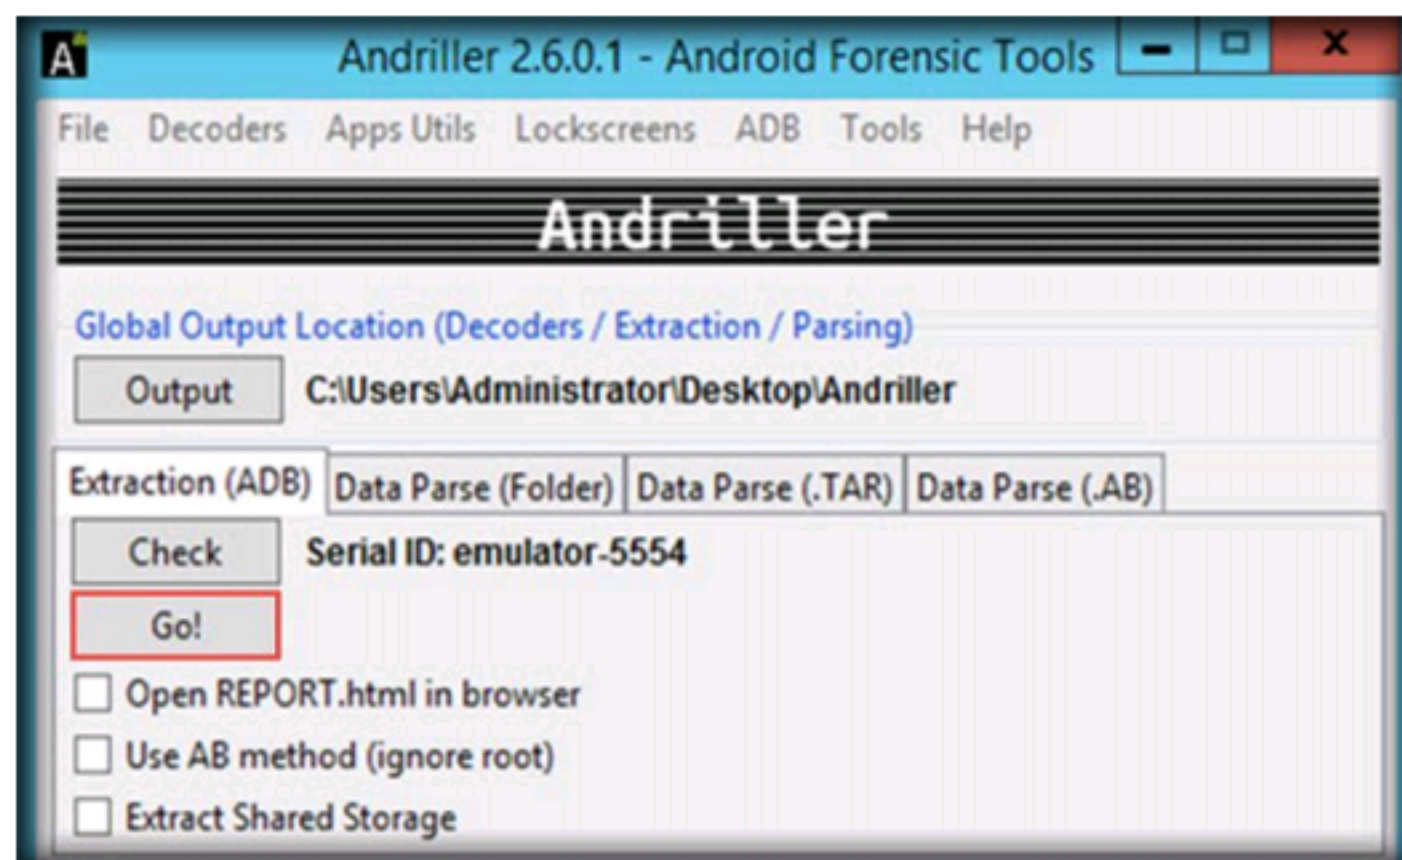 A
Andriller 2.6.0.1 - Android Forensic Tools
File Decoders Apps Utils Lockscreens ADB Tools Help
Andriller
Global Output Location (Decoders / Extraction / Parsing)
Output C:\Users\Administrator\Desktop\Andriller
Extraction (ADB) Data Parse (Folder) Data Parse (.TAR) Data Parse (.AB)
Check Serial ID: emulator-5554
Go!
Open REPORT.html in browser
Use AB method (ignore root)
Extract Shared Storage